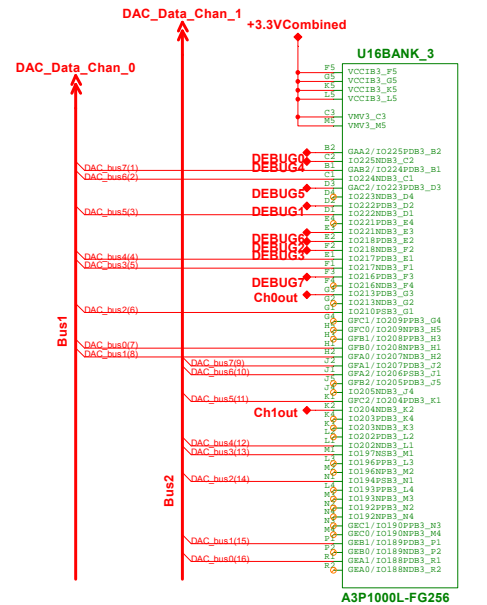 DAC_Data_Chan_1
+3.3VCombined
U16BANK_3
DAC_Data_Chan_0
F5 VCCIB3_F5
G5 VCCIB3_G5
K5 VCCIB3_K5
L5 VCCIB3_L5
C3 VMV3_C3
M5 VMV3_M5
B2 GAA2/IO225PDB3_B2
DEBUG0 C2 IO225NDB3_C2
DAC_bus7(1) DEBUG4 B1 GAB2/IO224PDB3_B1
DAC_bus6(2) C1 IO224NDB3_C1
D3 GAC2/IO223PDB3_D3
DEBUG5 D4 IO223NDB3_D4
D2 IO222PDB3_D2
DAC_bus5(3) DEBUG1 D1 IO222NDB3_D1
E4 IO221PDB3_E4
E3 IO221NDB3_E3
DEBUG6 E2 IO218PDB3_E2
DEBUG2 F2 IO218NDB3_F2
DAC_bus4(4) DEBUG3 E1 IO217PDB3_E1
DAC_bus3(5) F1 IO217NDB3_F1
F3 IO216PDB3_F3
DEBUG7 F4 IO216NDB3_F4
Ch0out G3 IO213PDB3_G3
G2 IO213NDB3_G2
DAC_bus2(6) G1 IO210PSB3_G1
G4 GFC1/IO209PPB3_G4
H5 GFC0/IO209NPB3_H5
H3 GFB1/IO208PPB3_H3
DAC_bus0(7) H1 GFB0/IO208NPB3_H1
DAC_bus1(8) H2 GFA0/IO207NDB3_H2
DAC_bus7(9) J2 GFA1/IO207PDB3_J2
DAC_bus6(10) J1 GFA2/IO206PSB3_J1
J5 GFB2/IO205PDB3_J5
J4 IO205NDB3_J4
DAC_bus5(11) K1 GFC2/IO204PDB3_K1
Ch1out K2 IO204NDB3_K2
K4 IO203PDB3_K4
K3 IO203NDB3_K3
L2 IO202PDB3_L2
DAC_bus4(12) L1 IO202NDB3_L1
DAC_bus3(13) M1 IO197NSB3_M1
L3 IO196PPB3_L3
M2 IO196NPB3_M2
DAC_bus2(14) N1 IO194PSB3_N1
L4 IO193PPB3_L4
M3 IO193NPB3_M3
N2 IO192PPB3_N2
N4 IO192NPB3_N4
N3 GEC1/IO190PPB3_N3
M4 GEC0/IO190NPB3_M4
DAC_bus1(15) P1 GEB1/IO189PDB3_P1
P2 GEB0/IO189NDB3_P2
DAC_bus0(16) R1 GEA1/IO188PDB3_R1
R2 GEA0/IO188NDB3_R2
Bus1
Bus2
A3P1000L-FG256